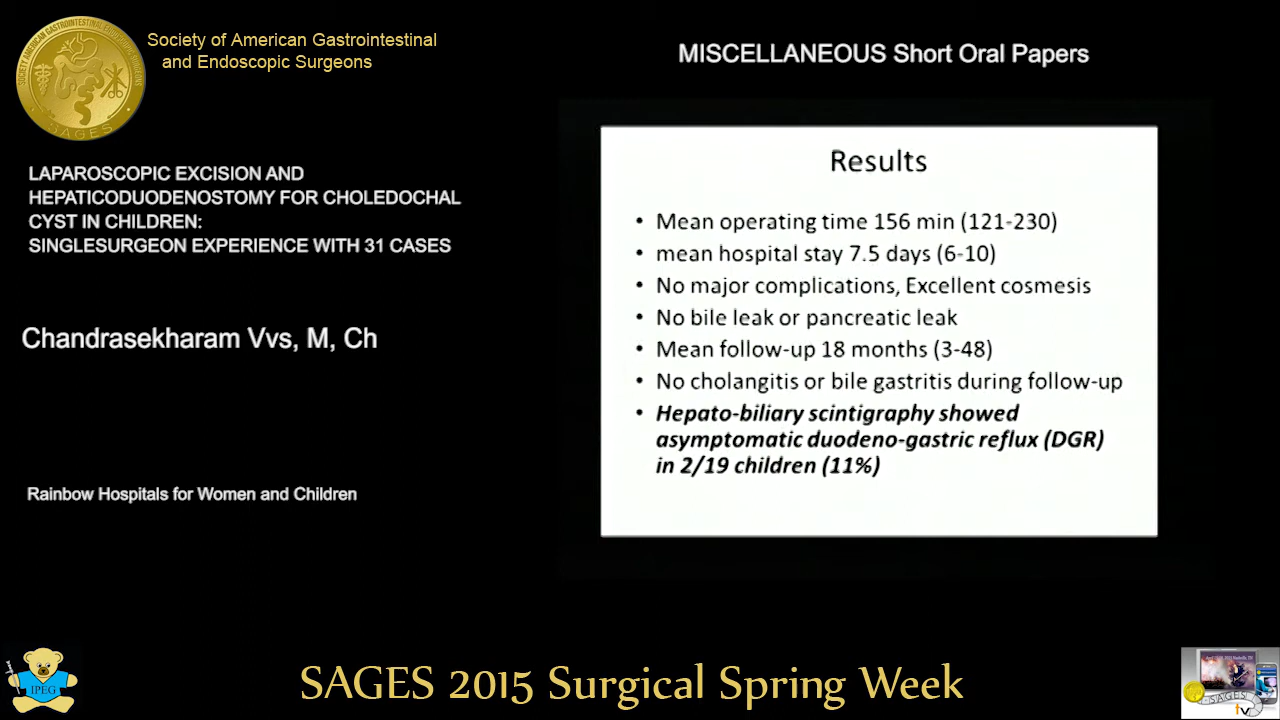 Society of American Gastrointestinal
and Endoscopic Surgeons
SAGES
MISCELLANEOUS Short Oral Papers
LAPAROSCOPIC EXCISION AND
HEPATICODUODENOSTOMY FOR CHOLEDOCHAL
CYST IN CHILDREN:
SINGLESURGEON EXPERIENCE WITH 31 CASES
Chandrasekharam Vvs, M, Ch
Rainbow Hospitals for Women and Children
Results
• Mean operating time 156 min (121-230)
• mean hospital stay 7.5 days (6-10)
• No major complications, Excellent cosmesis
• No bile leak or pancreatic leak
• Mean follow-up 18 months (3-48)
• No cholangitis or bile gastritis during follow-up
• Hepato-biliary scintigraphy showed
asymptomatic duodeno-gastric reflux (DGR)
in 2/19 children (11%)
IPEG
SAGES 2015 Surgical Spring Week
SAGES
tv